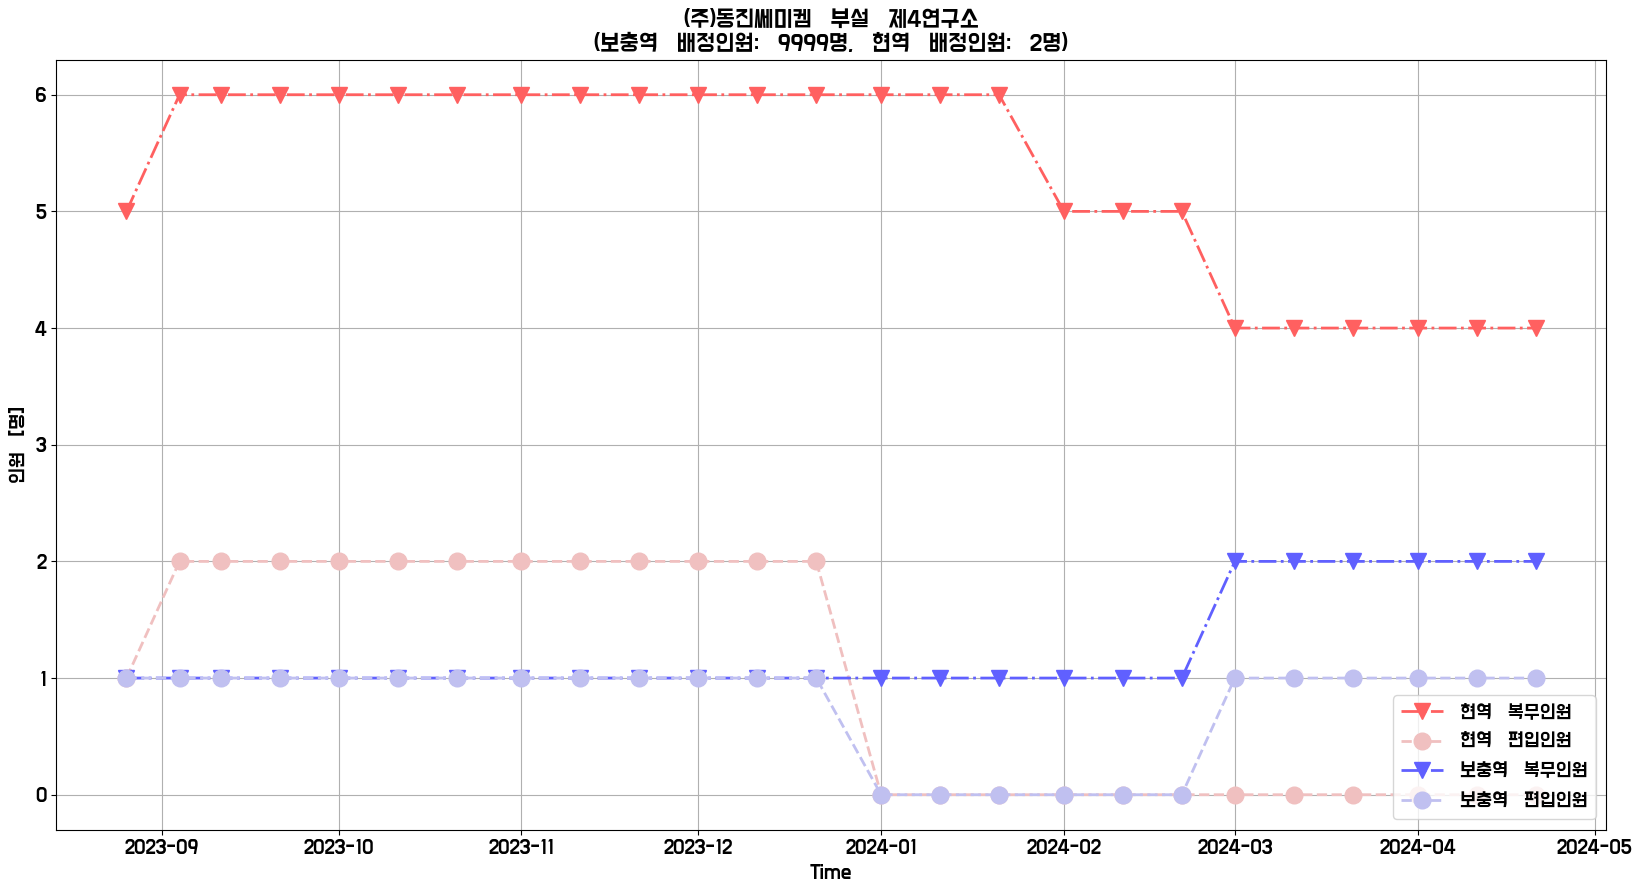 (주)동진쎄미켐 부설 제4연구소
(보충역 배정인원: 9999명, 현역 배정인원: 2명)
6
5
4
3
2
1
0
인원 [명]
2023-09 2023-10 2023-11 2023-12 2024-01 2024-02 2024-03 2024-04 2024-05
Time
현역 복무인원
현역 편입인원
보충역 복무인원
보충역 편입인원